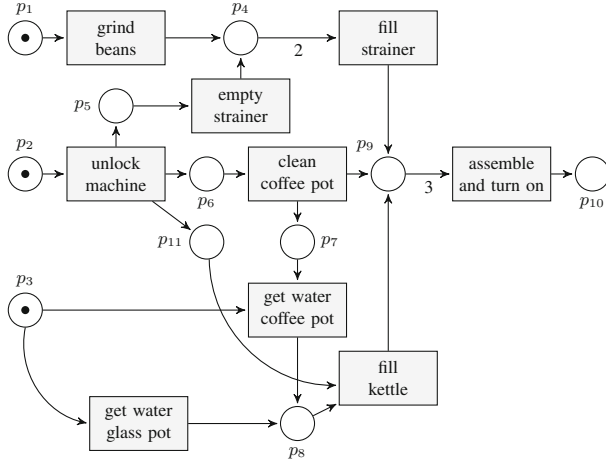 p1
p4
grind
beans
2
fill
strainer
p5
empty
strainer
p2
unlock
machine
p6
clean
coffee pot
p9
3
assemble
and turn on
p10
p11
p7
p3
get water
coffee pot
fill
kettle
get water
glass pot
p8